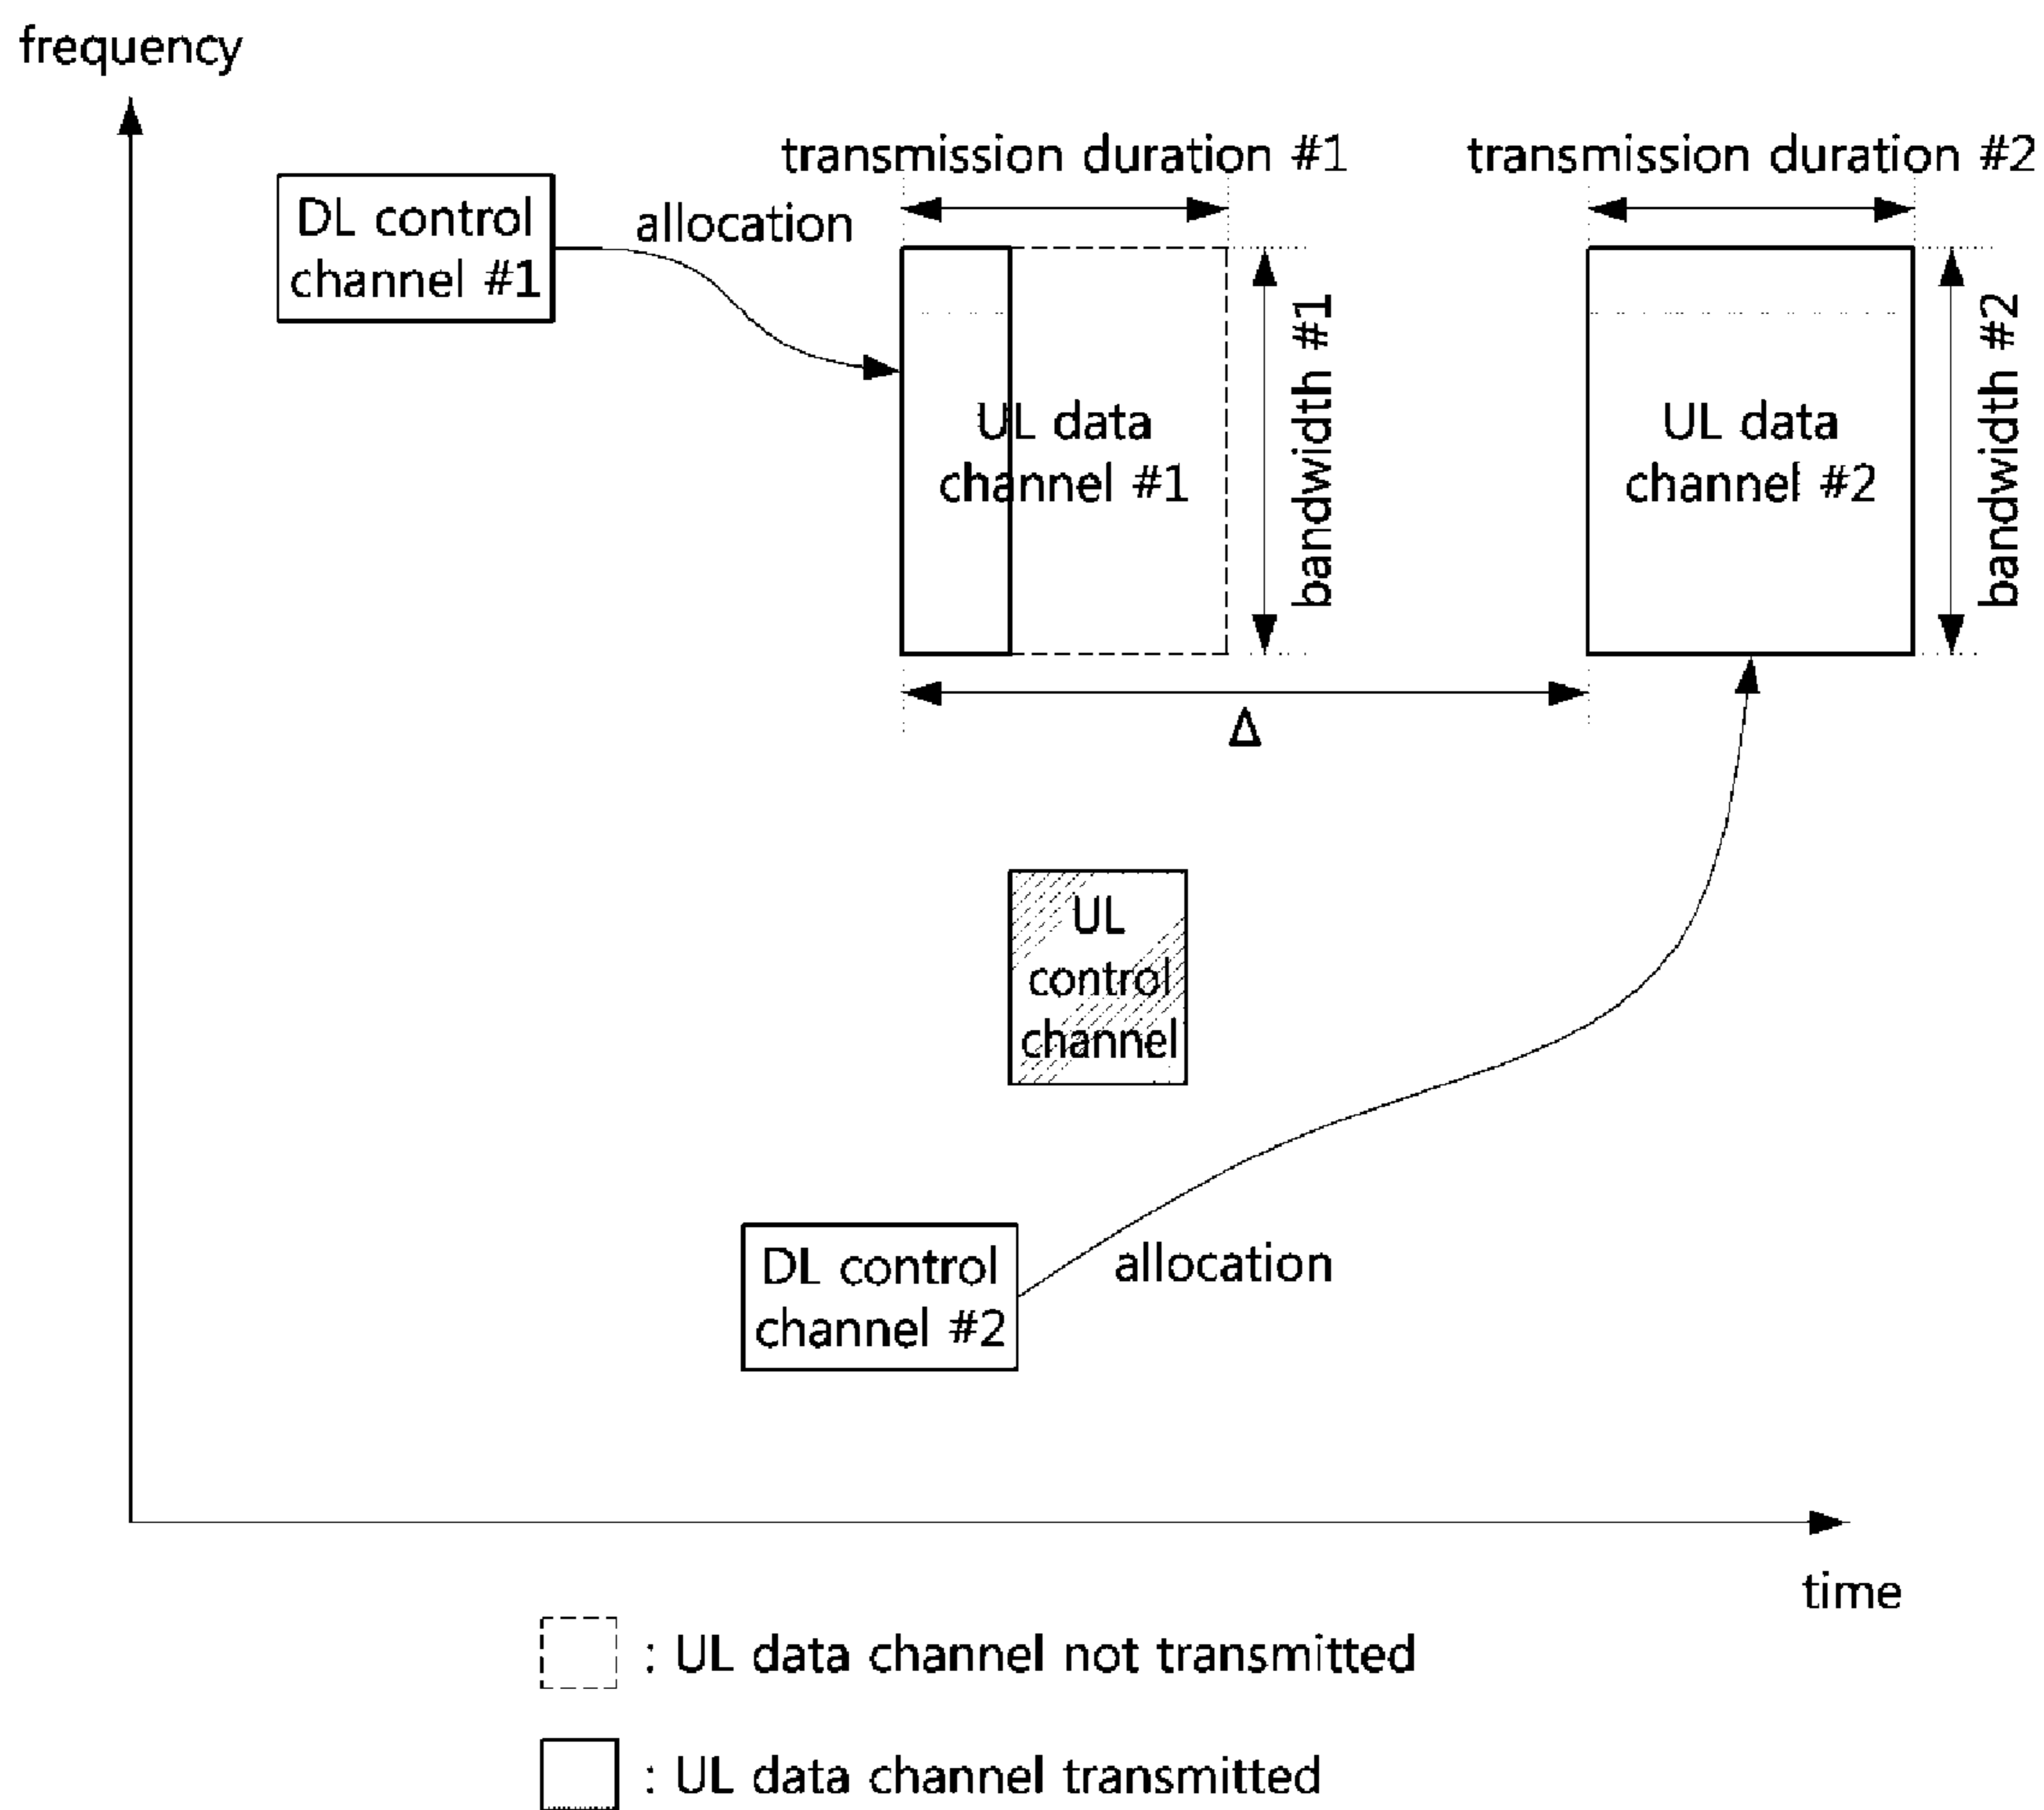 frequency
transmission duration #1
transmission duration #2
DL control
channel #1
allocation
bandwidth #1
bandwidth #2
UL data
channel #1
UL data
channel #2
Δ
UL
control
channel
DL control
channel #2
allocation
time
: UL data channel not transmitted
: UL data channel transmitted